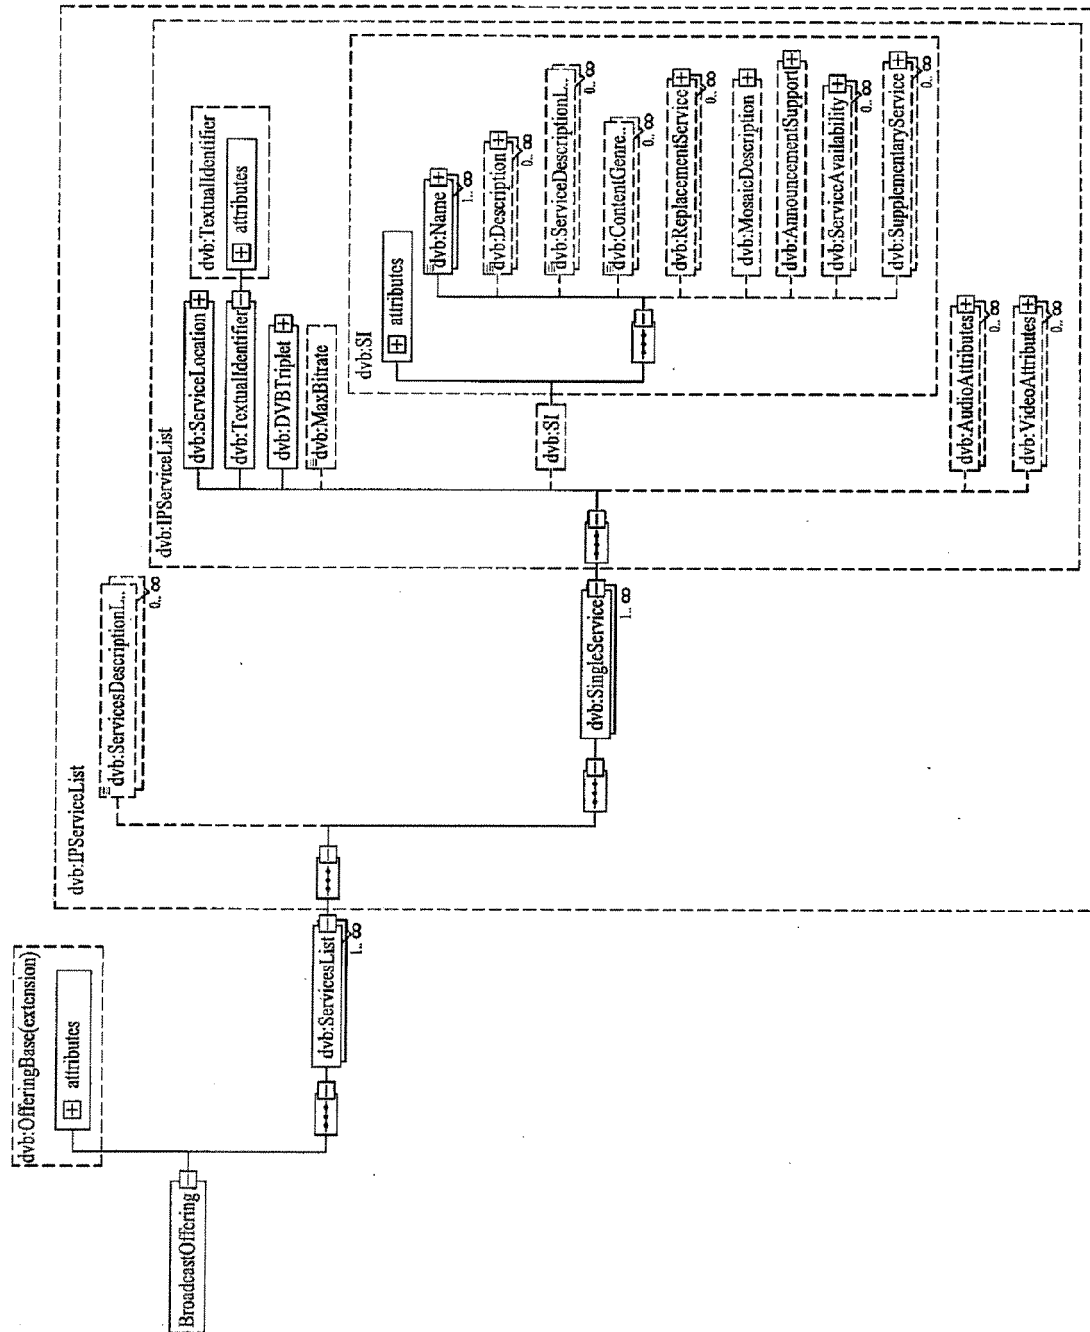 BroadcastOffering
dvb:OfferingBase(extension)
attributes
dvb:ServicesList
1..∞
dvb:IPServiceList
dvb:ServicesDescriptionL..
0..∞
dvb:SingleService
1..∞
dvb:IPServiceList
dvb:ServiceLocation
dvb:TextualIdentifier
dvb:TextualIdentifier
attributes
dvb:DVBTriplet
dvb:MaxBitrate
dvb:SI
dvb:SI
attributes
dvb:Name
1..∞
dvb:Description
0..∞
dvb:ServiceDescriptionL..
0..∞
dvb:ContentGenre..
0..∞
dvb:ReplacementService
0..∞
dvb:MosaicDescription
dvb:AnnouncementSupport
dvb:ServiceAvailability
0..∞
dvb:SupplementaryService
0..∞
dvb:AudioAttributes
0..∞
dvb:VideoAttributes
0..∞